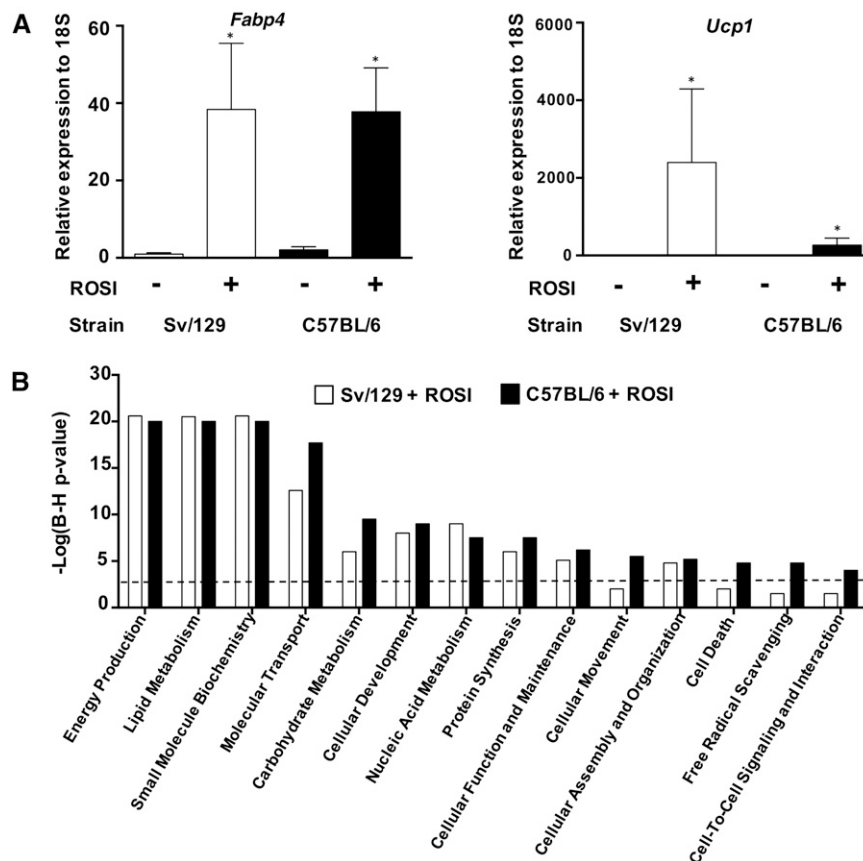 A
Fabp4
Relative expression to 18S
60
40
20
0
ROSI - + - +
Strain Sv/129 C57BL/6
Ucp1
Relative expression to 18S
6000
4000
2000
0
* *
* *
ROSI - + - +
Strain Sv/129 C57BL/6
B
-Log(B-H p-value)
30
20
15
10
5
0
Sv/129 + ROSI
C57BL/6 + ROSI
Energy Production
Lipid Metabolism
Small Molecule Biochemistry
Molecular Transport
Carbohydrate Metabolism
Cellular Development
Nucleic Acid Metabolism
Protein Synthesis
Cellular Function and Maintenance
Cellular Movement
Cellular Assembly and Organization
Cell Death
Free Radical Scavenging
Cell-To-Cell Signaling and Interaction